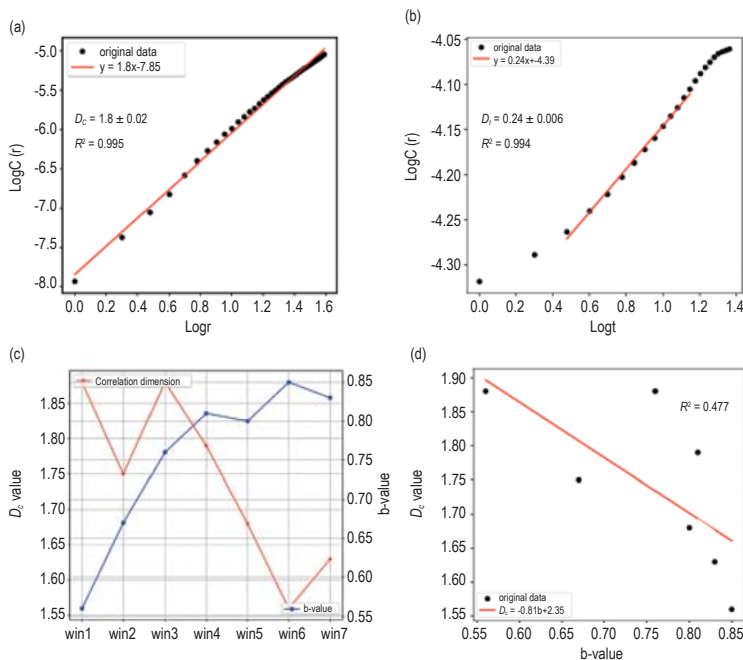 (a)
original data
y = 1.8x-7.85
D_c = 1.8 ± 0.02
R² = 0.995
LogC (r)
-5.0
-5.5
-6.0
-6.5
-7.0
-7.5
-8.0
0.0 0.2 0.4 0.6 0.8 1.0 1.2 1.4 1.6
Logr
(b)
original data
y = 0.24x+-4.39
D_t = 0.24 ± 0.006
R² = 0.994
LogC (r)
-4.05
-4.10
-4.15
-4.20
-4.25
-4.30
0.0 0.2 0.4 0.6 0.8 1.0 1.2 1.4
Logt
(c)
Correlation dimension
D_c value
1.85
1.80
1.75
1.70
1.65
1.60
1.55
0.85
0.80
0.75
0.70
0.65
0.60
0.55
b-value
b-value
win1 win2 win3 win4 win5 win6 win7
(d)
R² = 0.477
D_c value
1.90
1.85
1.80
1.75
1.70
1.65
1.60
1.55
original data
D_c = -0.81b+2.35
0.55 0.60 0.65 0.70 0.75 0.80 0.85
b-value